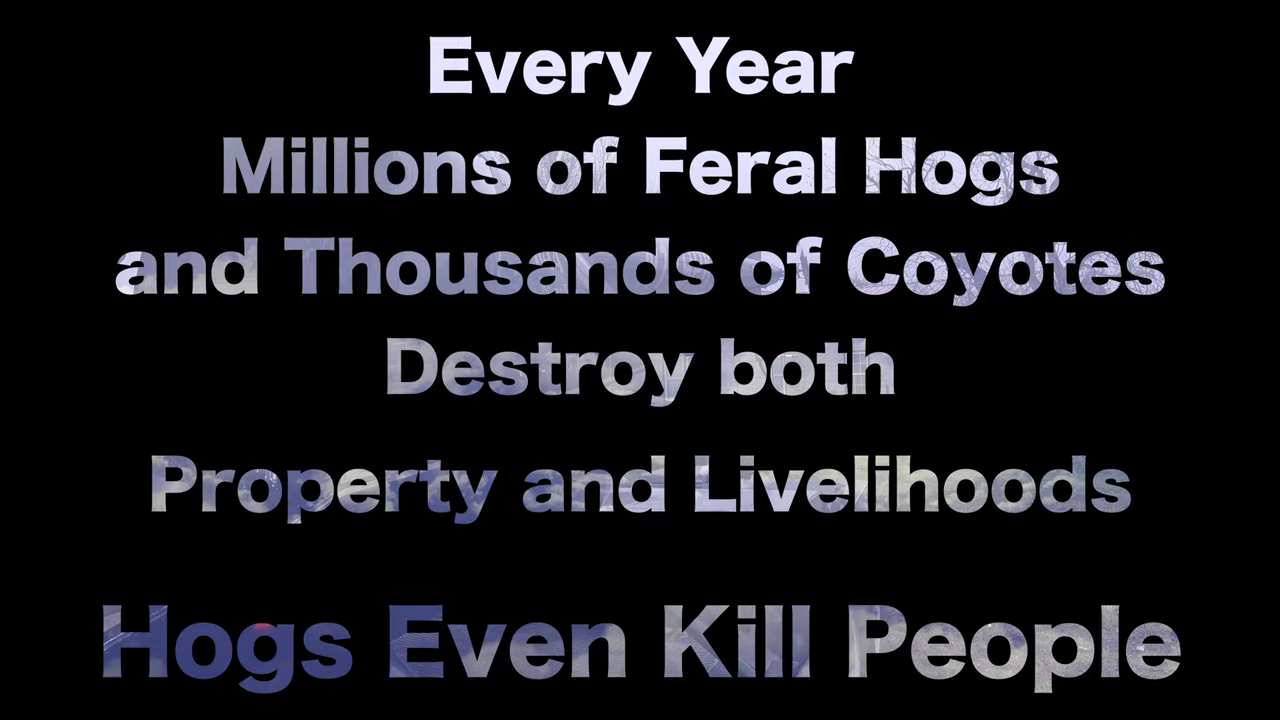 Every Year
Millions of Feral Hogs
and Thousands of Coyotes
Destroy both
Property and Livelihoods
Hogs Even Kill People